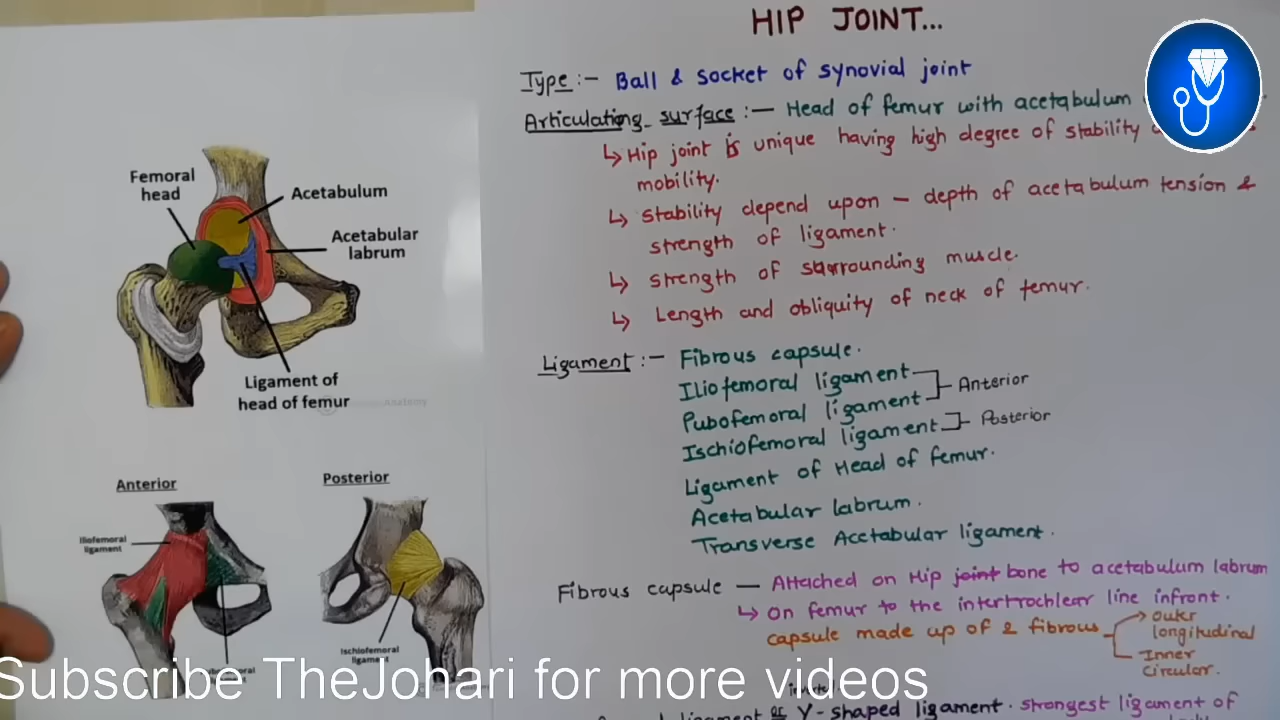 HIP JOINT...
Type :- Ball & socket of synovial joint
Articulating surface :- Head of femur with acetabulum
↳ Hip joint is unique having high degree of stability
mobility.
↳ Stability depend upon - depth of acetabulum tension &
strength of ligament.
↳ strength of surrounding muscle.
↳ Length and obliquity of neck of femur.
Ligament :- Fibrous capsule.
Iliofemoral ligament
Pubofemoral ligament
Anterior
Ischiofemoral ligament
Posterior
Ligament of Head of femur.
Acetabular labrum.
Transverse Acetabular ligament.
Fibrous capsule - Attached on Hip joint bone to acetabulum labrum
↳ on femur to the intertrochlear line infront.
capsule made up of 2 fibrous
outer
longitudinal
Inner
Circular.
ligament or Y-shaped ligament. strongest ligament of
Femoral
head
Acetabulum
Acetabular
labrum
Ligament of
head of femur
Anterior
Posterior
Iliofemoral
ligament
Ischiofemoral
ligament
Subscribe TheJohari for more videos